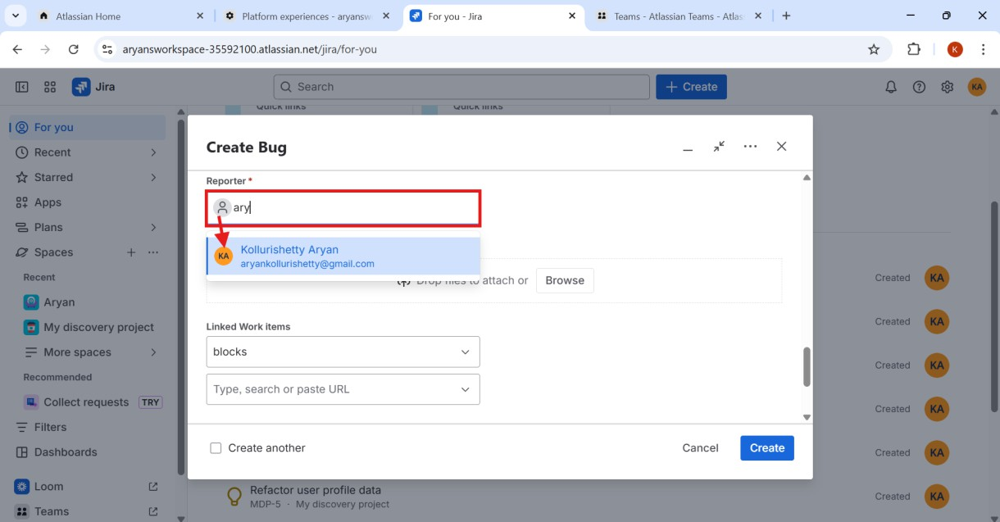 Atlassian Home
Platform experiences - aryansw
For you - Jira
Teams - Atlassian Teams - Atlas
aryansworkspace-35592100.atlassian.net/jira/for-you
K
Jira
Search
+ Create
KA
For you
Recent
Starred
Apps
Plans
Spaces
Recent
Aryan
My discovery project
More spaces
Recommended
Collect requests TRY
Filters
Dashboards
Loom
Teams
Quick links
Quick links
Create Bug
Reporter *
ary
KA
Kollurishetty Aryan
aryankollurishetty@gmail.com
Drop files to attach or
Browse
Linked Work items
blocks
Type, search or paste URL
Create another
Cancel
Create
Created KA
Created KA
Created KA
Created KA
Created KA
Refactor user profile data
MDP-5 · My discovery project
Created KA